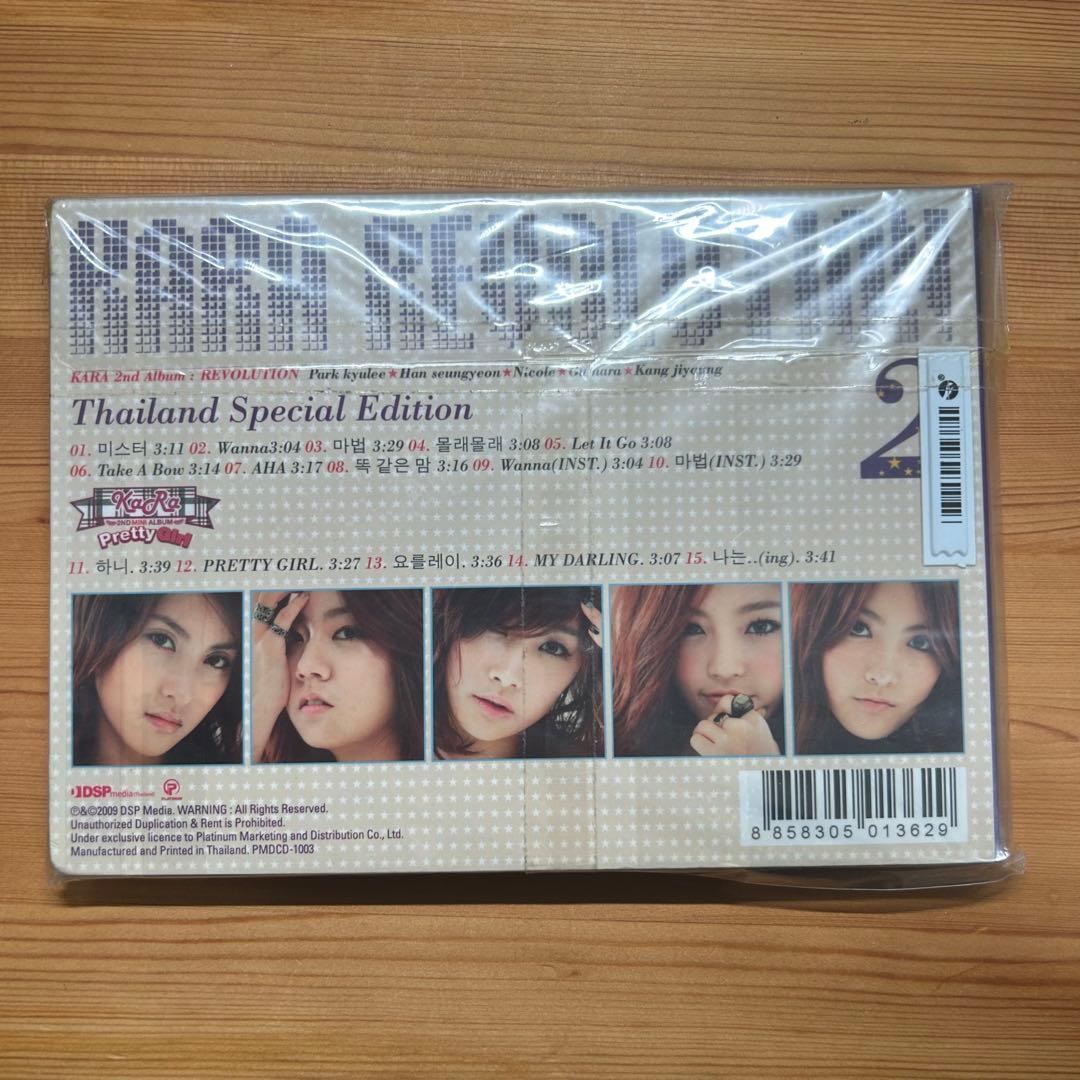 KARA REVOLUTION
KARA 2nd Album : REVOLUTION Park kyulee★Han seungyeon★Nicole★Gu hara★Kang jiyoung
2
Thailand Special Edition
01. 미스터 3:11 02. Wanna3:04 03. 마법 3:29 04. 몰래몰래 3:08 05. Let It Go 3:08
06. Take A Bow 3:14 07. AHA 3:17 08. 똑 같은 맘 3:16 09. Wanna(INST.) 3:04 10. 마법(INST.) 3:29
KaRa
2ND MINI ALBUM
Pretty Girl
11. 하니. 3:39 12. PRETTY GIRL. 3:27 13. 요를레이. 3:36 14. MY DARLING. 3:07 15. 나는..(ing). 3:41
DSPmedia(thailand) PLATINUM
℗&©2009 DSP Media. WARNING : All Rights Reserved.
Unauthorized Duplication & Rent is Prohibited.
Under exclusive licence to Platinum Marketing and Distribution Co., Ltd.
Manufactured and Printed in Thailand. PMDCD-1003
8 858305 013629